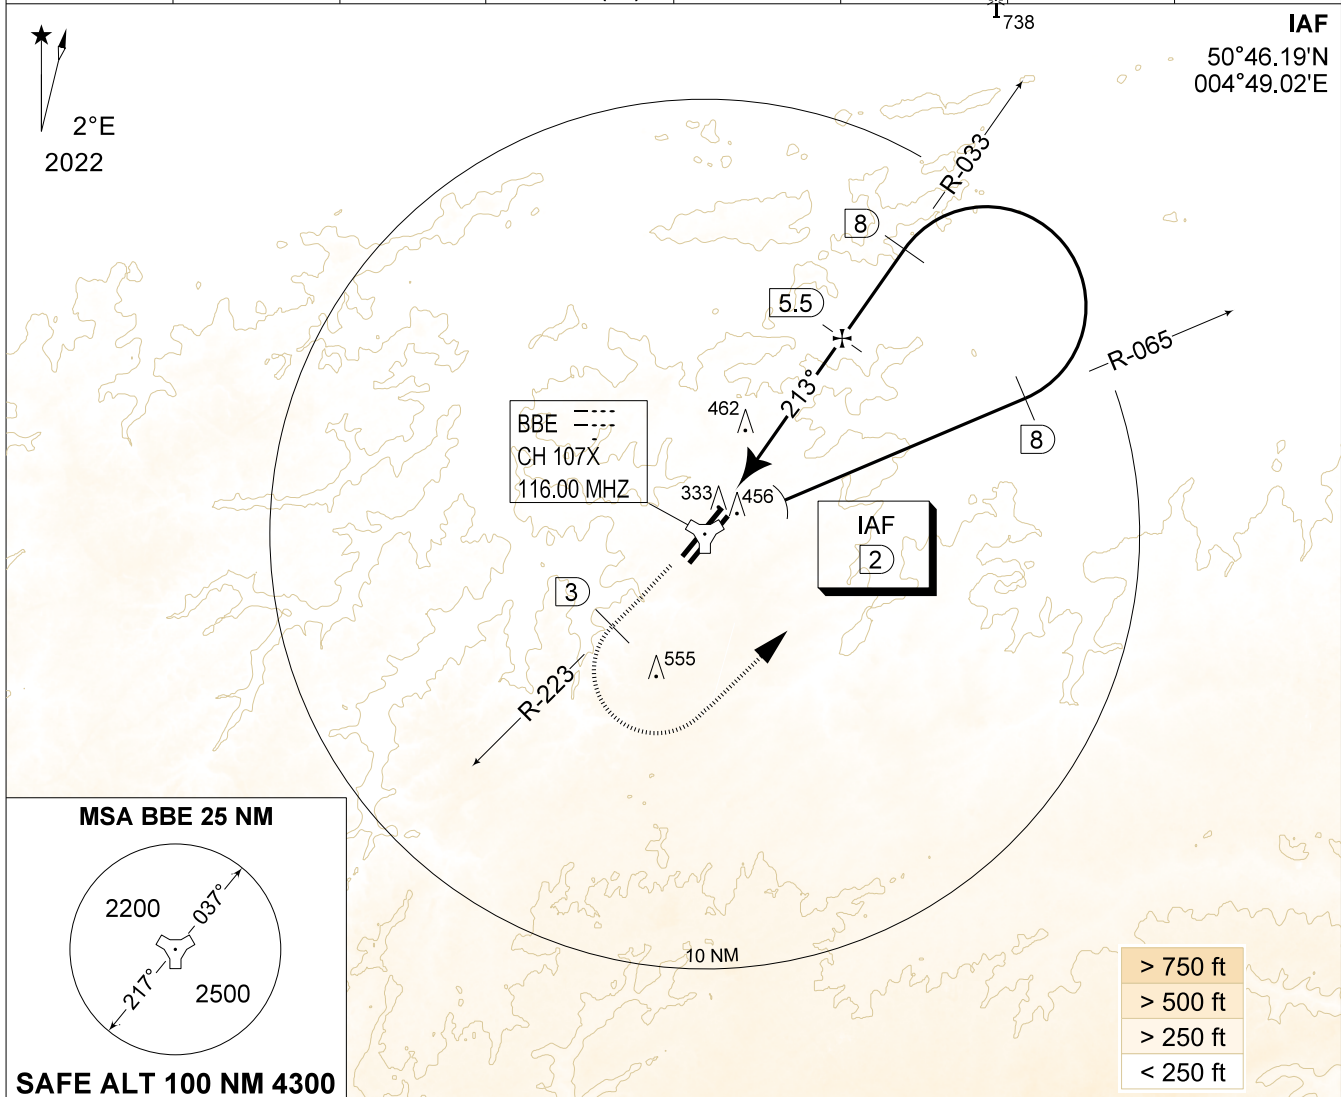 738
IAF
50°46.19'N
004°49.02'E
2°E
2022
R-033
8
5.5
R-065
213°
462
8
BBE
CH 107X
116.00 MHZ
333
456
IAF
2
3
555
R-223
MSA BBE 25 NM
037°
2200
217°
2500
SAFE ALT 100 NM 4300
10 NM
> 750 ft
> 500 ft
> 250 ft
< 250 ft